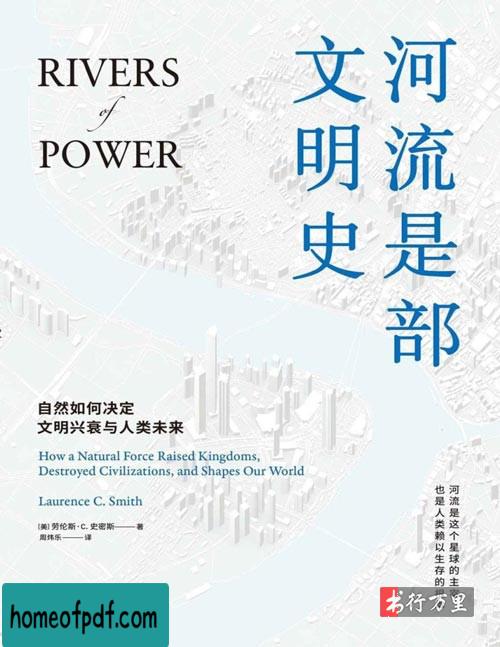 RIVERS
of
POWER
河流是部
文明史
自然如何决定
文明兴衰与人类未来
How a Natural Force Raised Kingdoms,
Destroyed Civilizations, and Shapes Our World
Laurence C. Smith
[美] 劳伦斯·C. 史密斯——著
周炜乐——译
河流是这个星球的主
也是人类赖以生存的
homeofpdf.com
书行万里